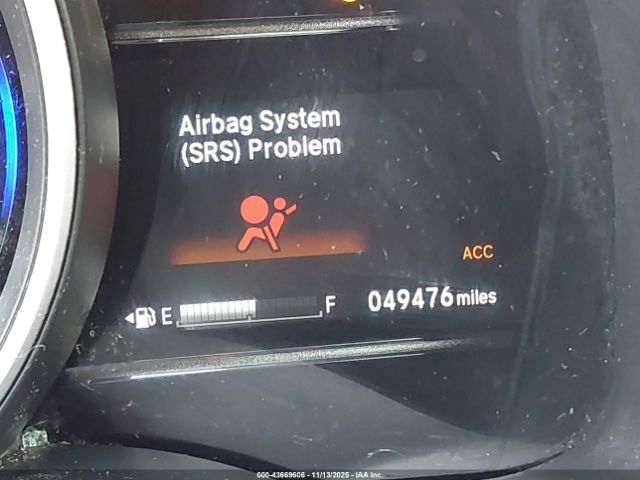 Airbag System
(SRS) Problem
ACC
E
F
049476 miles
000-43669606 - 11/13/2025 - IAA Inc.